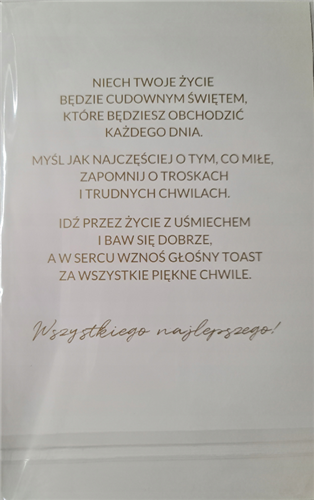 NIECH TWOJE ŻYCIE
BĘDZIE CUDOWNYM ŚWIĘTEM,
KTÓRE BĘDZIESZ OBCHODZIĆ
KAŻDEGO DNIA.
MYŚL JAK NAJCZĘŚCIEJ O TYM, CO MIŁE,
ZAPOMNIJ O TROSKACH
I TRUDNYCH CHWILACH.
IDŹ PRZEZ ŻYCIE Z UŚMIECHEM
I BAW SIĘ DOBRZE,
A W SERCU WZNOŚ GŁOŚNY TOAST
ZA WSZYSTKIE PIĘKNE CHWILE.
Wszystkiego najlepszego!